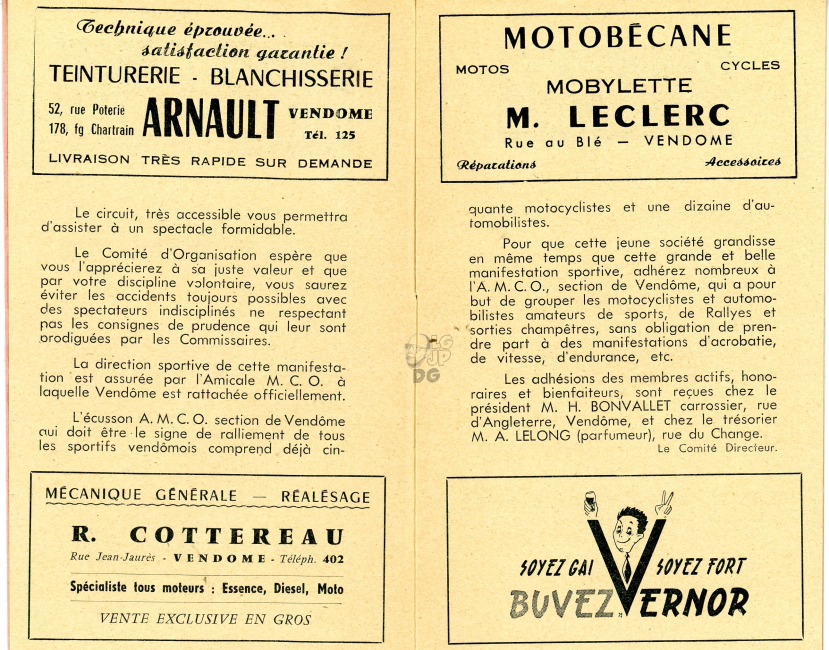 Technique éprouvée...
satisfaction garantie !
TEINTURERIE - BLANCHISSERIE
52, rue Poterie
178, fg Chartrain
ARNAULT
VENDOME
Tél. 125
LIVRAISON TRÈS RAPIDE SUR DEMANDE
Le circuit, très accessible vous permettra
d'assister à un spectacle formidable.
Le Comité d'Organisation espère que
vous l'apprécierez à sa juste valeur et que
par votre discipline volontaire, vous saurez
éviter les accidents toujours possibles avec
des spectateurs indisciplinés ne respectant
pas les consignes de prudence qui leur sont
prodiguées par les Commissaires.
La direction sportive de cette manifesta-
tion est assurée par l'Amicale M. C. O. à
laquelle Vendôme est rattachée officiellement.
L'écusson A. M. C. O. section de Vendôme
qui doit être le signe de ralliement de tous
les sportifs vendômois comprend déjà cin-
MÉCANIQUE GÉNÉRALE — RÉALÉSAGE
R. COTTEREAU
Rue Jean-Jaurès - VENDOME - Téléph. 402
Spécialiste tous moteurs : Essence, Diesel, Moto
VENTE EXCLUSIVE EN GROS
MOTOBÉCANE
MOTOS
CYCLES
MOBYLETTE
M. LECLERC
Rue au Blé — VENDOME
Réparations
Accessoires
quante motocyclistes et une dizaine d'au-
tomobilistes.
Pour que cette jeune société grandisse
en même temps que cette grande et belle
manifestation sportive, adhérez nombreux à
l'A. M. C. O., section de Vendôme, qui a pour
but de grouper les motocyclistes et automo-
bilistes amateurs de sports, de Rallyes et
sorties champêtres, sans obligation de pren-
dre part à des manifestations d'acrobatie,
de vitesse, d'endurance, etc.
Les adhésions des membres actifs, hono-
raires et bienfaiteurs, sont reçues chez le
président M. H. BONVALLET carrossier, rue
d'Angleterre, Vendôme, et chez le trésorier
M. A. LELONG (parfumeur), rue du Change.
Le Comité Directeur.
SOYEZ GAI
SOYEZ FORT
BUVEZ VERNOR
DG